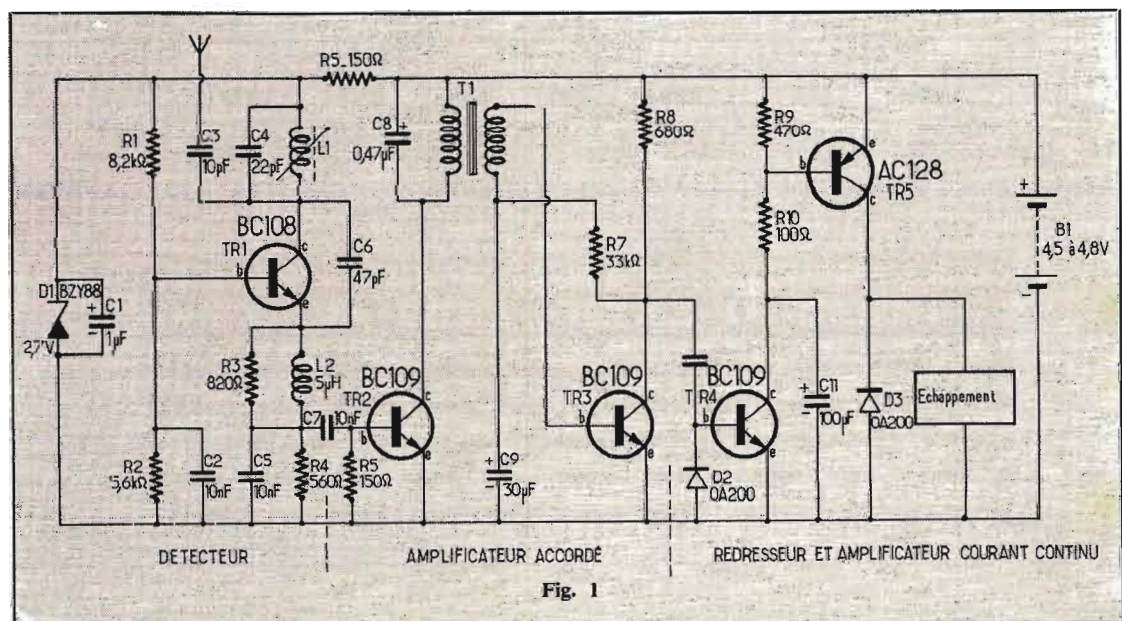 R5_150Ω
T1
R1
8,2kΩ
C3
10pF
C4
22pF
L1
C8
+
0,47µF
R8
680Ω
R9
470Ω
b
e
c
AC128
TR5
R10
100Ω
+
B1
4,5 à 4,8V
-
BC108
TR1
b
c
e
C6
47pF
R7
33kΩ
D1
BZY88
+
C1
1µF
2,7V
R3
820Ω
L2
5µH
C7
10nF
BC109
TR2
b
c
e
BC109
TR3
b
c
e
BC109
TR4
b
c
e
+
-
C11
100µF
D3
OA200
Echappement
R2
5,6kΩ
C2
10nF
C5
10nF
R4
560Ω
R5
150Ω
+
-
C9
30µF
D2
OA200
DETECTEUR
AMPLIFICATEUR ACCORDÉ
REDRESSEUR ET AMPLIFICATEUR COURANT CONTINU
Fig. 1